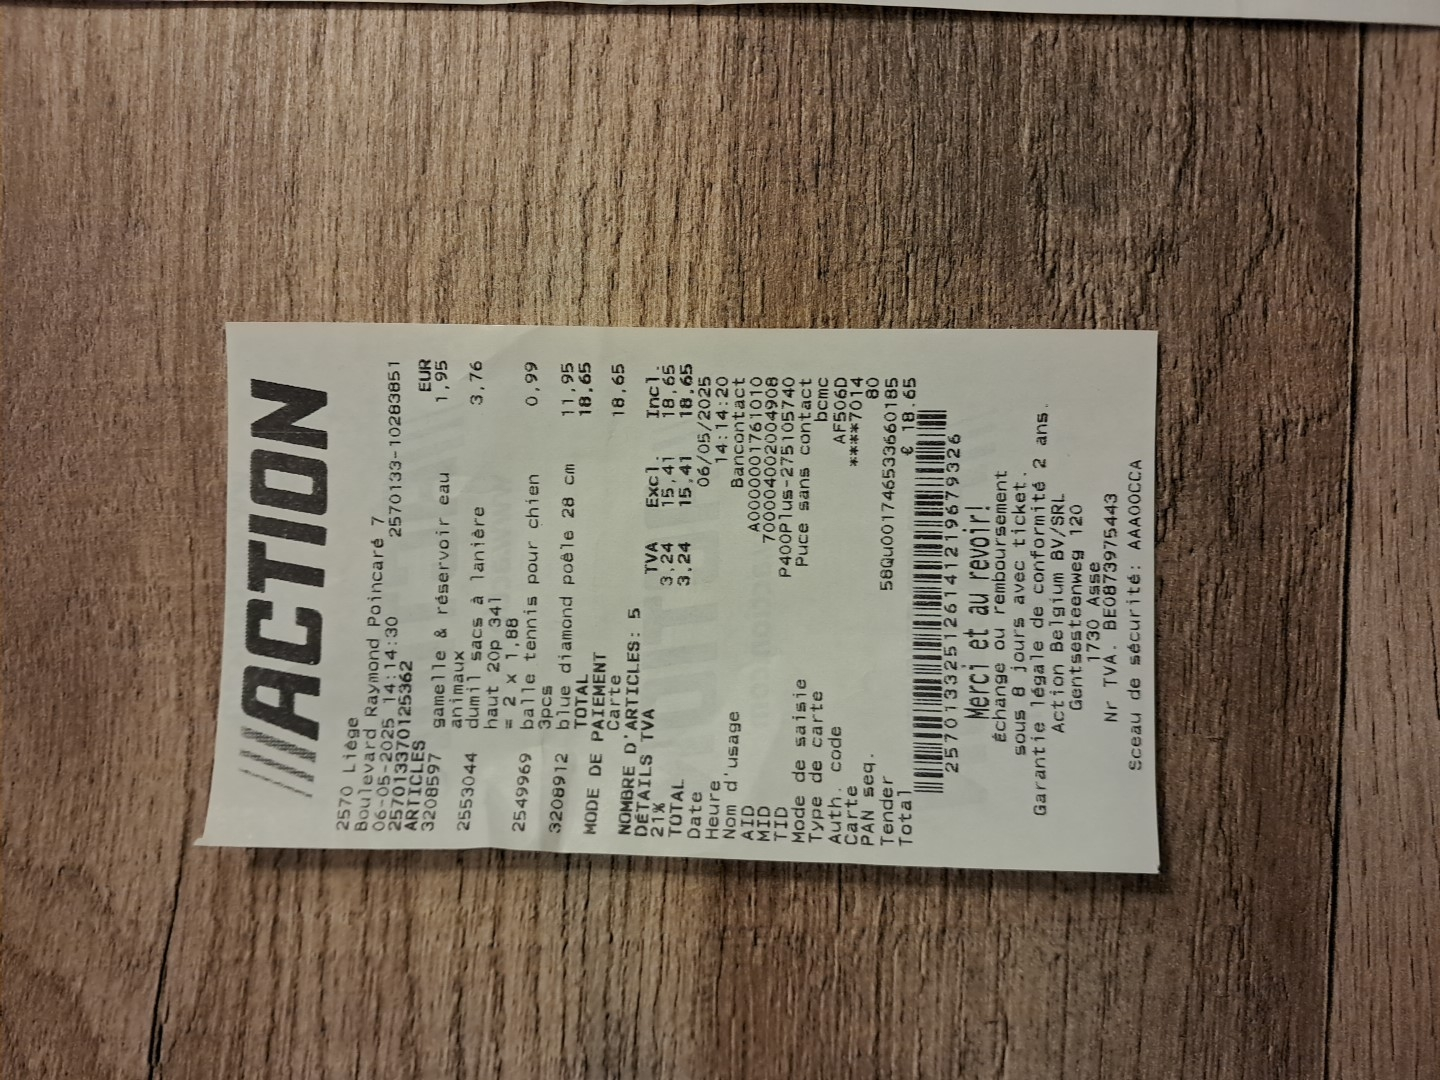 ///ACTION
2570 Liège
Boulevard Raymond Poincaré 7
06-05-2025 14:14:30 2570133-10283851
257013370125362
ARTICLES EUR
3208597 gamelle & réservoir eau 1,95
animaux
2553044 dumil sacs à lanière 3,76
haut 20p 341
= 2 x 1,88
2549969 balle tennis pour chien 0,99
3pcs
3208912 blue diamond poêle 28 cm 11,95
TOTAL 18,65
MODE DE PAIEMENT
Carte 18,65
NOMBRE D'ARTICLES: 5
DÉTAILS TVA TVA Excl. Incl.
21% 3,24 15,41 18,65
TOTAL 3,24 15,41 18,65
Date 06/05/2025
Heure 14:14:20
Nom d'usage Bancontact
AID A0000001761010
MID 700040002004908
TID P400Plus-275105740
Mode de saisie Puce sans contact
Type de carte bcmc
Auth. code AF506D
Carte ****7014
PAN seq. 80
Tender 58Qu001746533660185
Total € 18.65
257013325126141219679326
Merci et au revoir!
Échange ou remboursement
sous 8 jours avec ticket.
Garantie légale de conformité 2 ans.
Action Belgium BV/SRL
Gentsesteenweg 120
1730 Asse
Nr TVA. BE0873975443
Sceau de sécurité: AAA00CCA